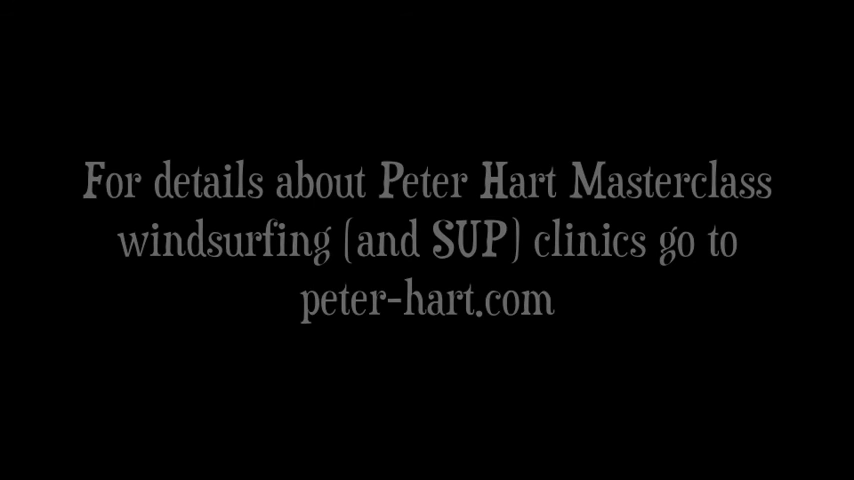 For details about Peter Hart Masterclass
windsurfing (and SUP) clinics go to
peter-hart.com